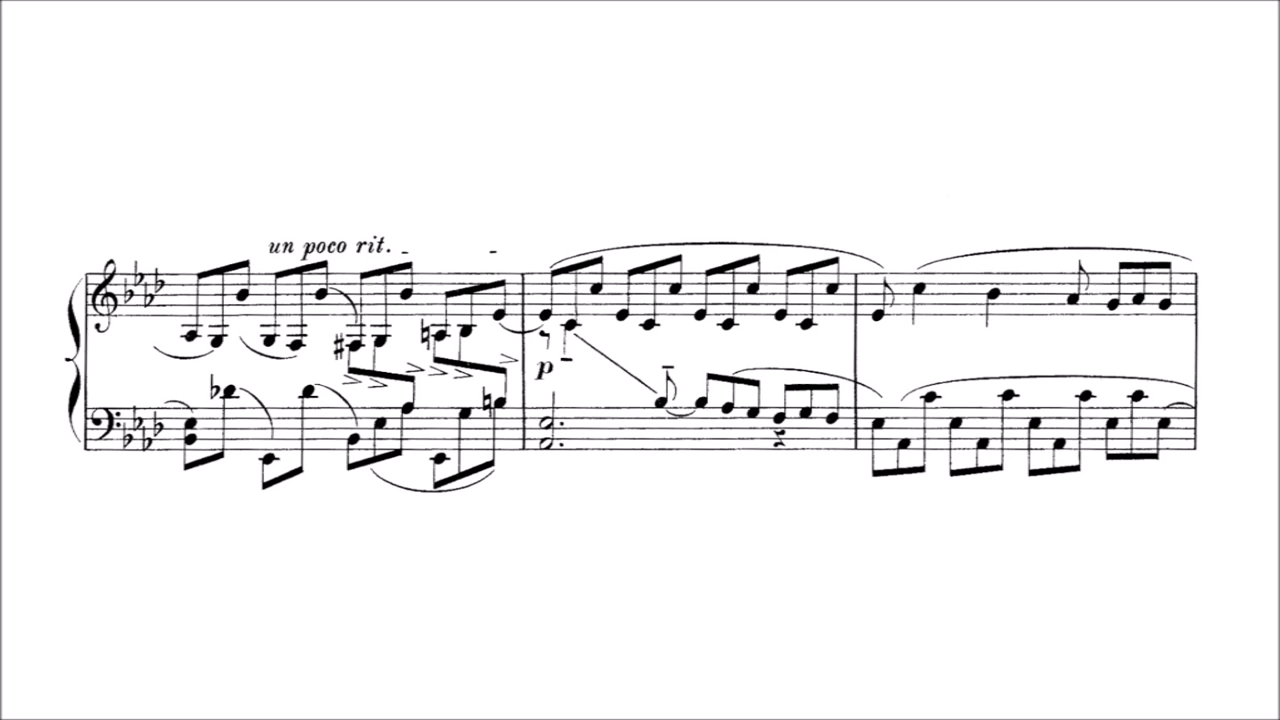 un poco rit. - -
p